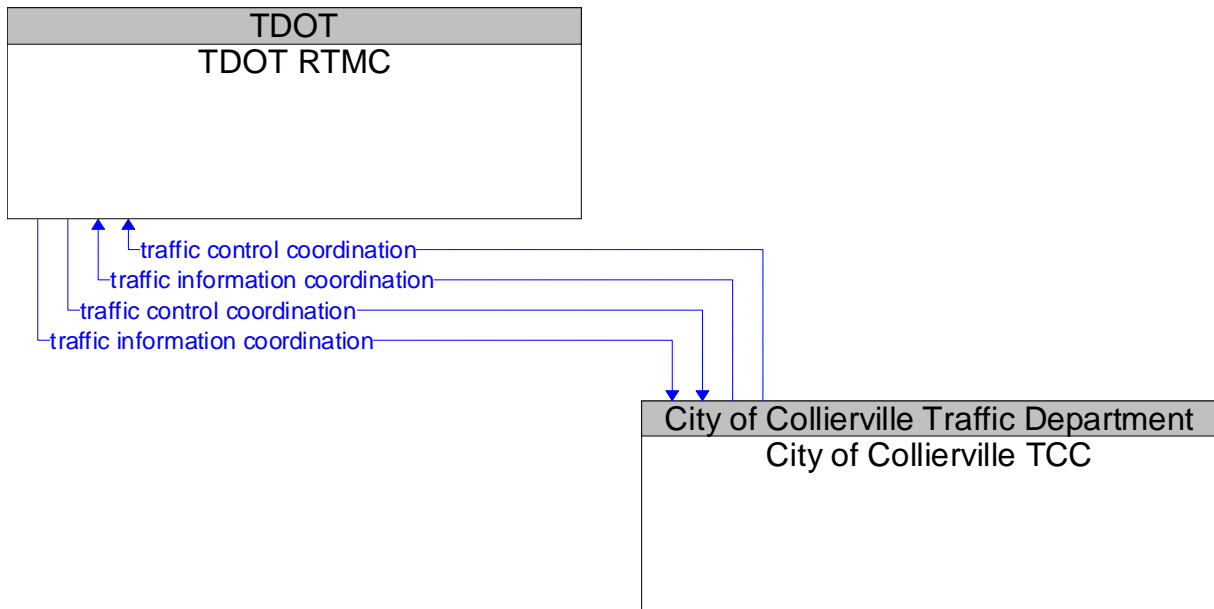 TDOT
TDOT RTMC
traffic control coordination
traffic information coordination
traffic control coordination
traffic information coordination
City of Collierville Traffic Department
City of Collierville TCC